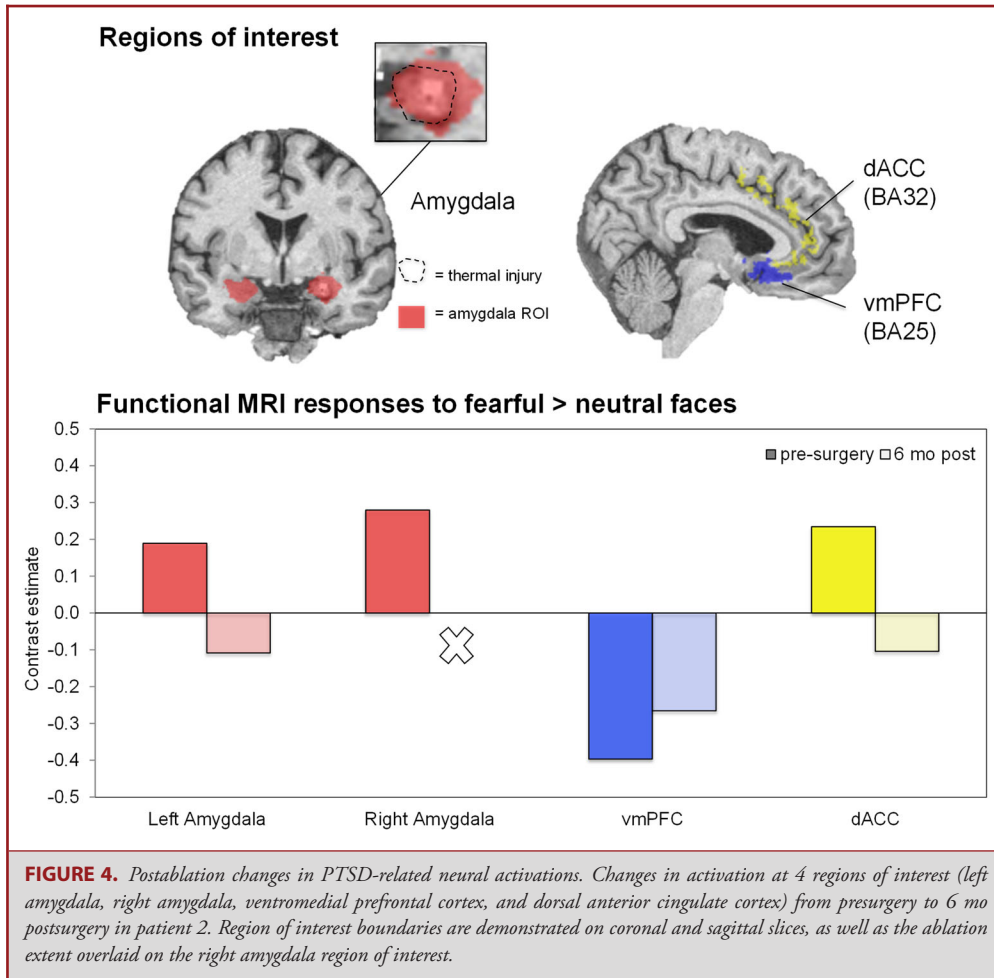 Regions of interest
Amygdala
= thermal injury
= amygdala ROI
dACC
(BA32)
vmPFC
(BA25)
Functional MRI responses to fearful > neutral faces
pre-surgery 6 mo post
Contrast estimate
0.5
0.4
0.3
0.2
0.1
0.0
-0.1
-0.2
-0.3
-0.4
-0.5
Left Amygdala Right Amygdala vmPFC dACC
FIGURE 4. Postablation changes in PTSD-related neural activations. Changes in activation at 4 regions of interest (left
amygdala, right amygdala, ventromedial prefrontal cortex, and dorsal anterior cingulate cortex) from presurgery to 6 mo
postsurgery in patient 2. Region of interest boundaries are demonstrated on coronal and sagittal slices, as well as the ablation
extent overlaid on the right amygdala region of interest.